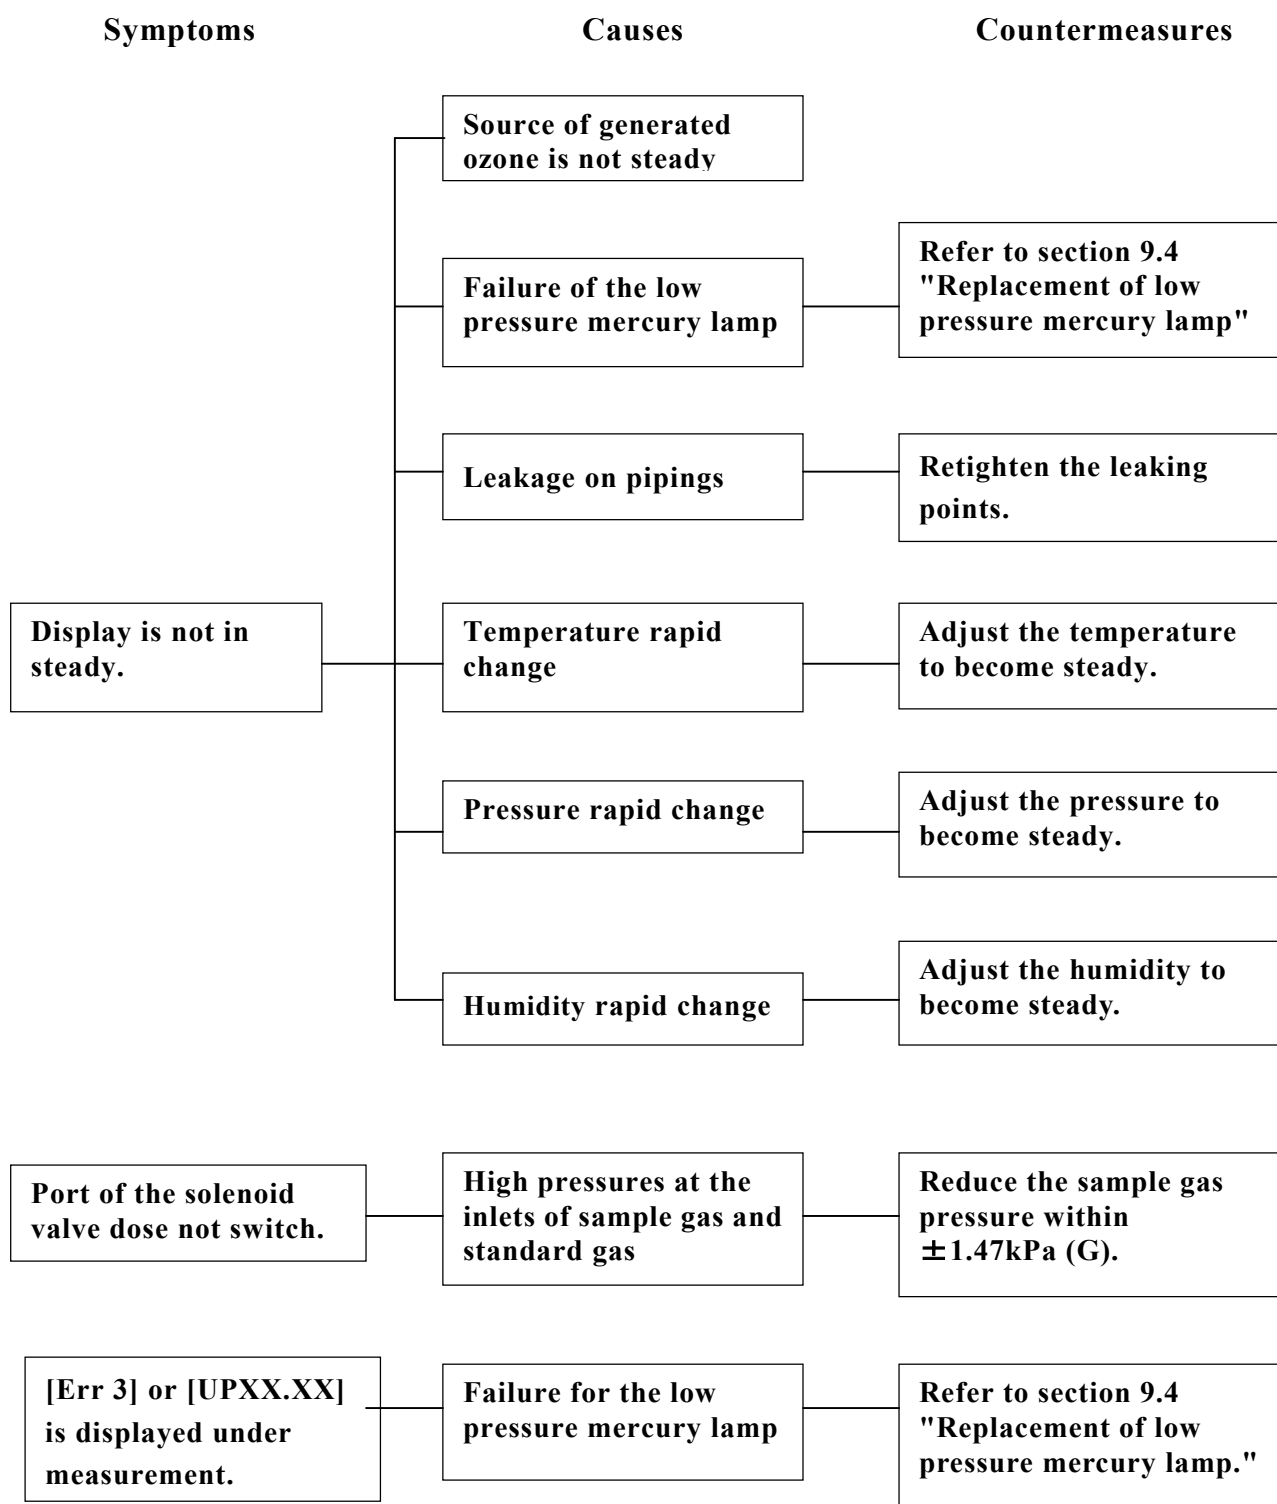 Symptoms
Causes
Countermeasures
Source of generated
ozone is not steady
Failure of the low
pressure mercury lamp
Refer to section 9.4
"Replacement of low
pressure mercury lamp"
Leakage on pipings
Retighten the leaking
points.
Display is not in
steady.
Temperature rapid
change
Adjust the temperature
to become steady.
Pressure rapid change
Adjust the pressure to
become steady.
Humidity rapid change
Adjust the humidity to
become steady.
Port of the solenoid
valve dose not switch.
High pressures at the
inlets of sample gas and
standard gas
Reduce the sample gas
pressure within
±1.47kPa (G).
[Err 3] or [UPXX.XX]
is displayed under
measurement.
Failure for the low
pressure mercury lamp
Refer to section 9.4
"Replacement of low
pressure mercury lamp."